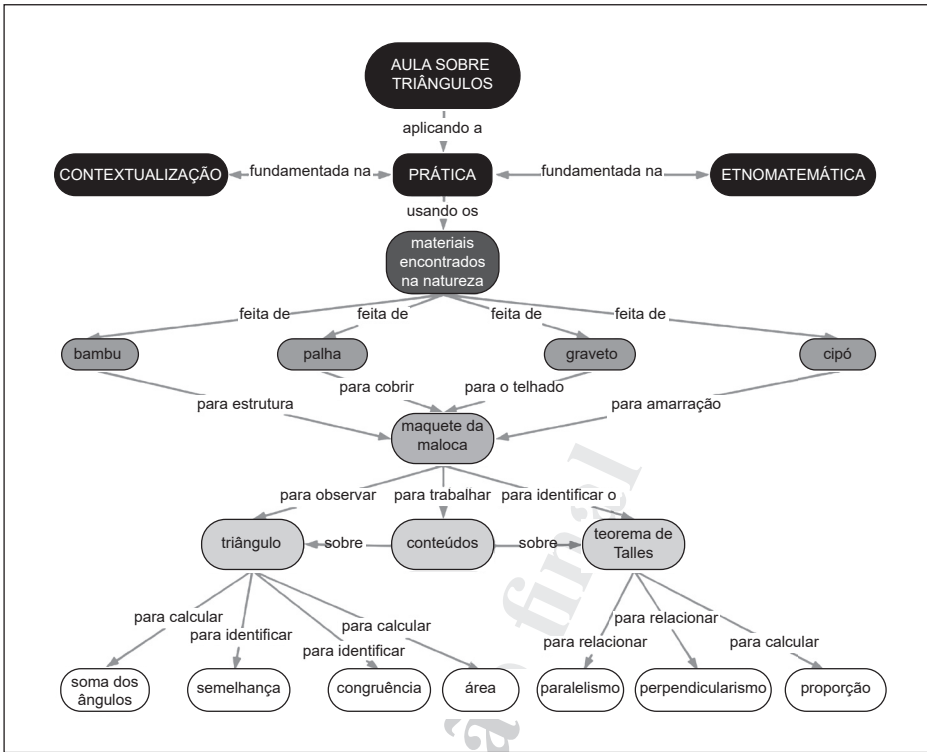 AULA SOBRE
TRIÂNGULOS
aplicando a
CONTEXTUALIZAÇÃO
fundamentada na
PRÁTICA
fundamentada na
ETNOMATEMÁTICA
usando os
materiais
encontrados
na natureza
feita de
feita de
feita de
feita de
bambu
palha
graveto
cipó
para cobrir
para o telhado
para estrutura
para amarração
maquete da
maloca
para observar
para trabalhar
para identificar o
triângulo
sobre
conteúdos
sobre
teorema de
Talles
para calcular
para identificar
para identificar
para calcular
para relacionar
para relacionar
para calcular
soma dos
ângulos
semelhança
congruência
área
paralelismo
perpendicularismo
proporção
final